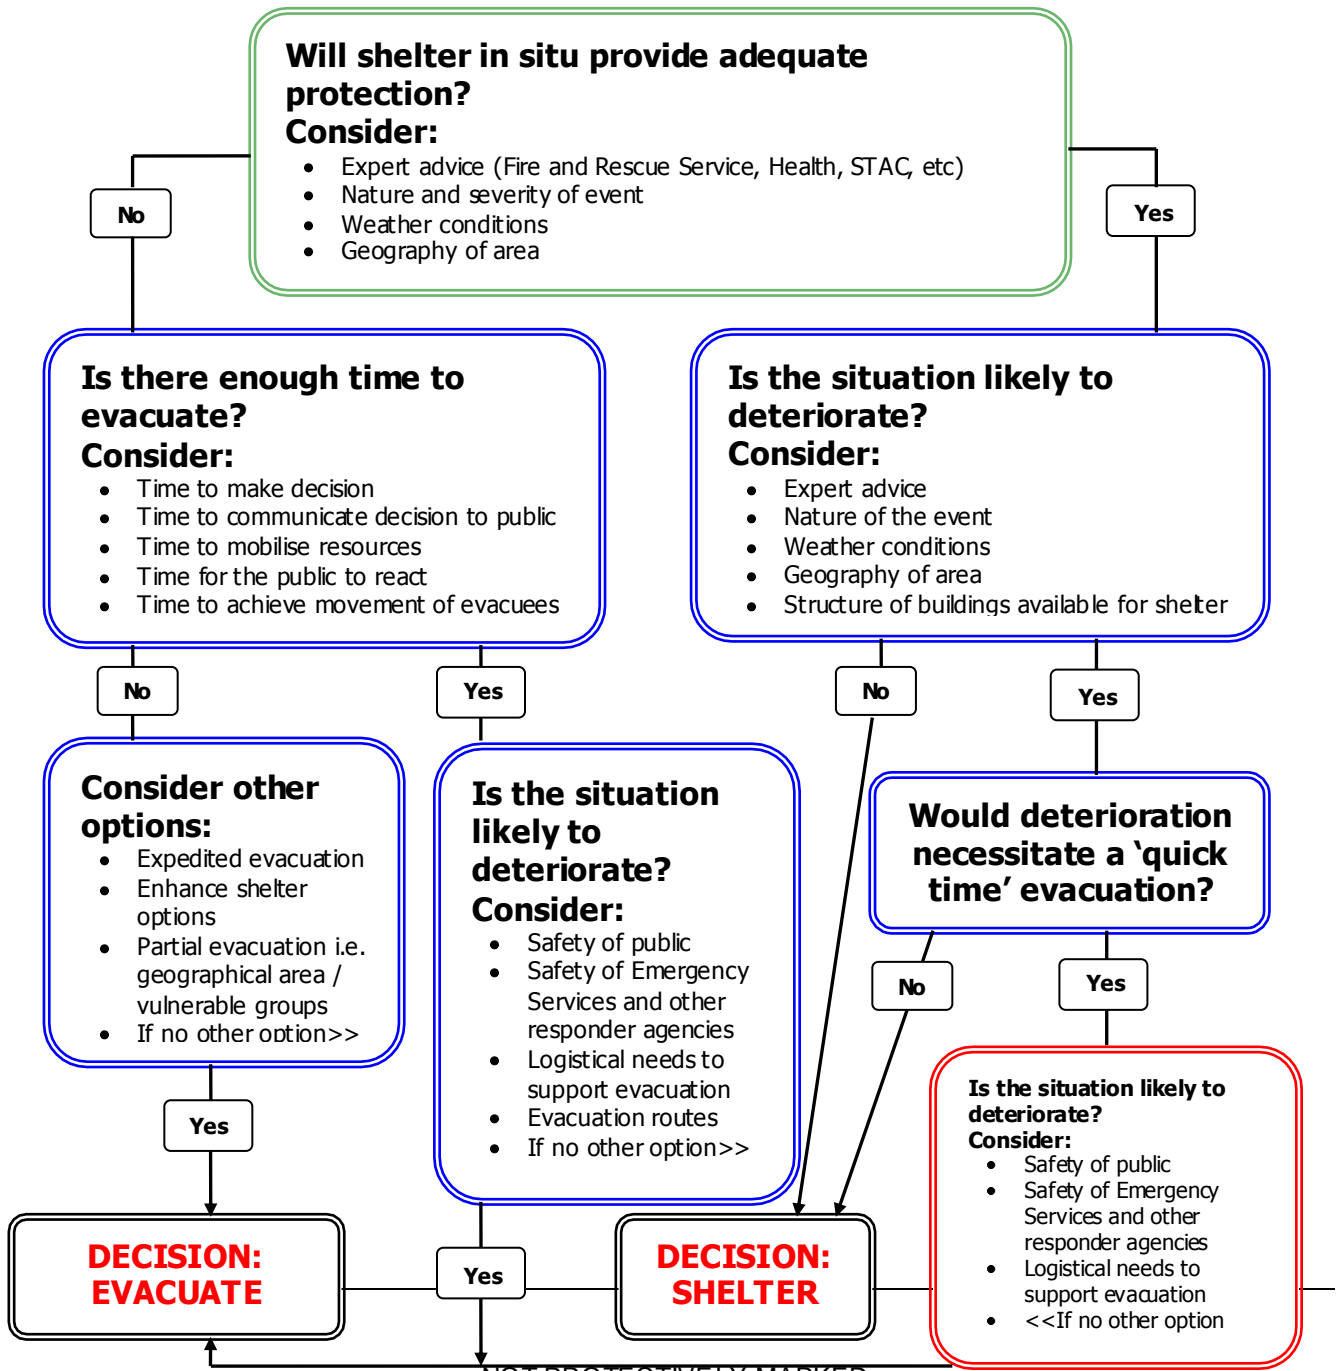 Will shelter in situ provide adequate
protection?
Consider:
• Expert advice (Fire and Rescue Service, Health, STAC, etc)
• Nature and severity of event
• Weather conditions
• Geography of area
No
Yes
Is there enough time to
evacuate?
Consider:
• Time to make decision
• Time to communicate decision to public
• Time to mobilise resources
• Time for the public to react
• Time to achieve movement of evacuees
Is the situation likely to
deteriorate?
Consider:
• Expert advice
• Nature of the event
• Weather conditions
• Geography of area
• Structure of buildings available for shelter
No
Yes
No
Yes
Consider other
options:
• Expedited evacuation
• Enhance shelter
options
• Partial evacuation i.e.
geographical area /
vulnerable groups
• If no other option>>
Is the situation
likely to
deteriorate?
Consider:
• Safety of public
• Safety of Emergency
Services and other
responder agencies
• Logistical needs to
support evacuation
• Evacuation routes
• If no other option>>
Would deterioration
necessitate a ‘quick
time’ evacuation?
No
Yes
Yes
Is the situation likely to
deteriorate?
Consider:
• Safety of public
• Safety of Emergency
Services and other
responder agencies
• Logistical needs to
support evacuation
• <<If no other option
DECISION:
EVACUATE
Yes
DECISION:
SHELTER
NOT PROTECTIVELY MARKED